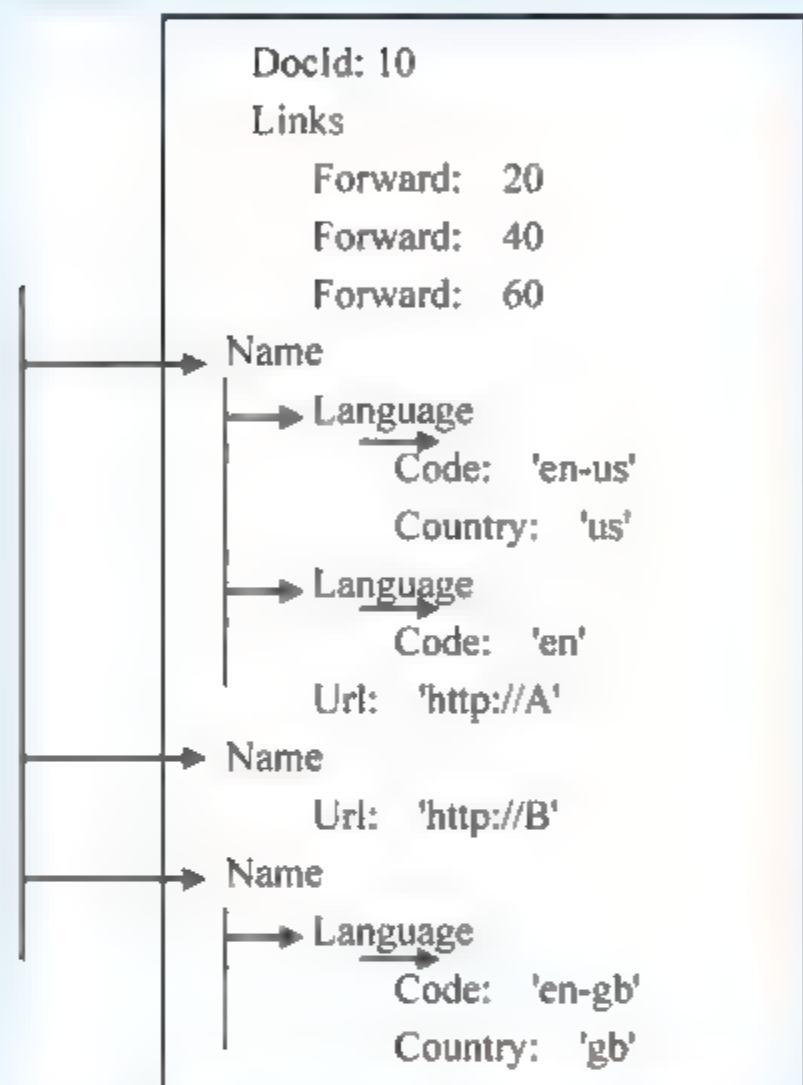 DocId: 10
Links
Forward: 20
Forward: 40
Forward: 60
Name
Language
Code: 'en-us'
Country: 'us'
Language
Code: 'en'
Url: 'http://A'
Name
Url: 'http://B'
Name
Language
Code: 'en-gb'
Country: 'gb'